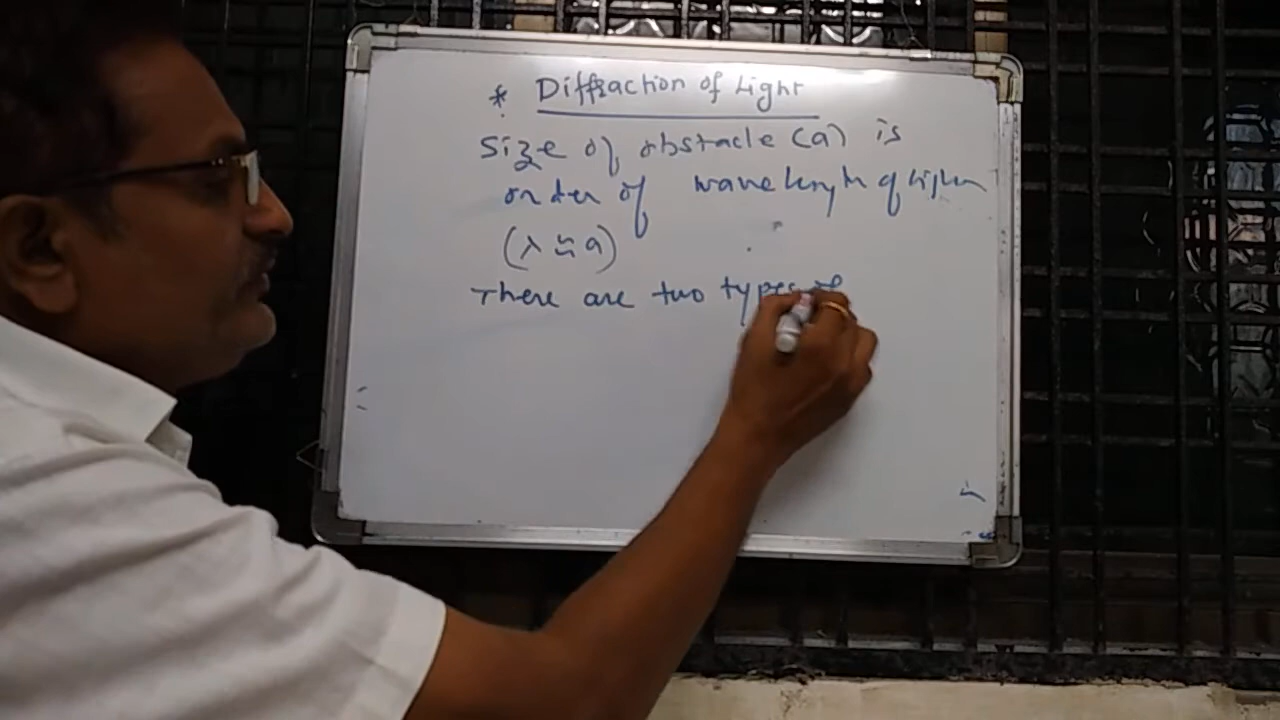 * Diffraction of Light
Size of obstacle (a) is
order of wavelength of light
(λ ≈ a)
There are two types of